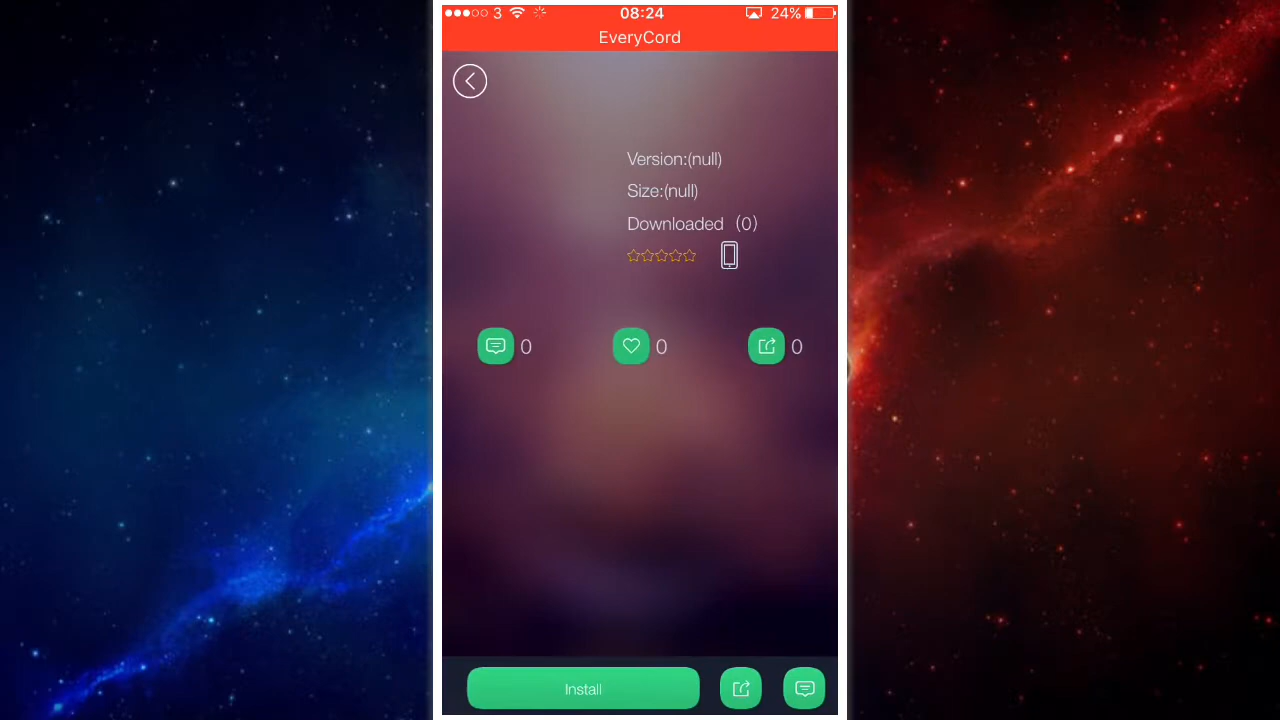 3 08:24 24%
EveryCord
Version:(null)
Size:(null)
Downloaded (0)
0 0 0
Install